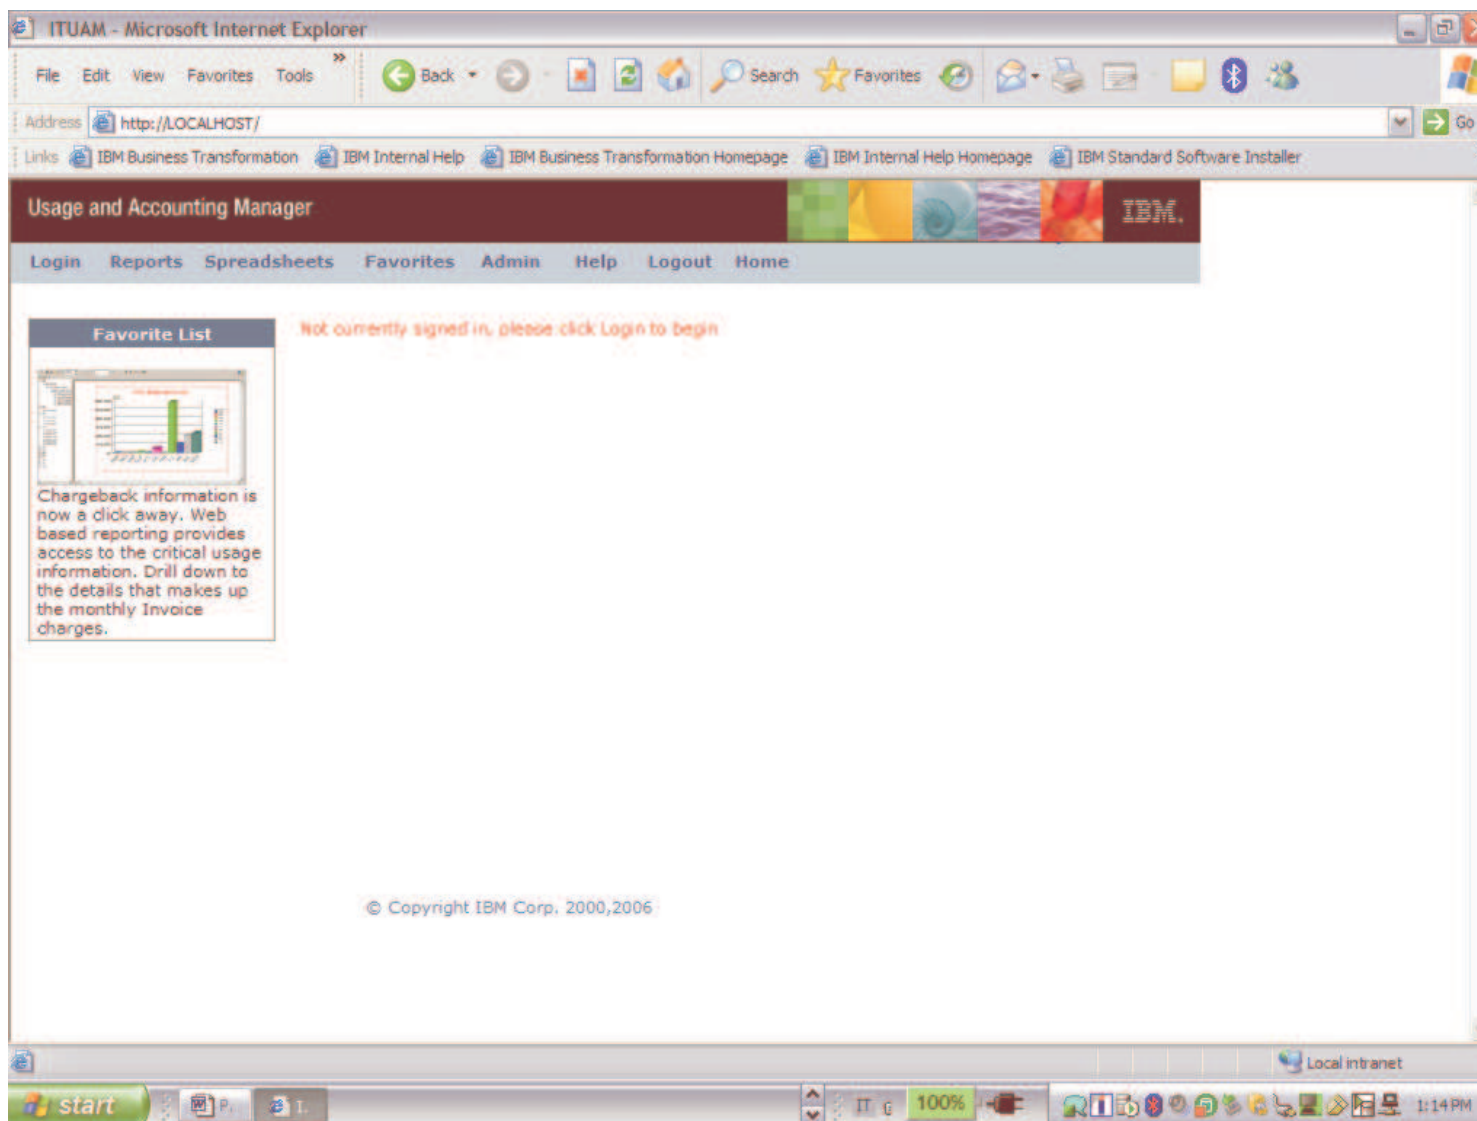 ITUAM - Microsoft Internet Explorer
File Edit View Favorites Tools » Back Search Favorites
Address http://LOCALHOST/ Go
Links IBM Business Transformation IBM Internal Help IBM Business Transformation Homepage IBM Internal Help Homepage IBM Standard Software Installer
Usage and Accounting Manager IBM.
Login Reports Spreadsheets Favorites Admin Help Logout Home
Favorite List
Not currently signed in, please click Login to begin
Chargeback information is
now a click away. Web
based reporting provides
access to the critical usage
information. Drill down to
the details that makes up
the monthly Invoice
charges.
© Copyright IBM Corp. 2000,2006
Local intranet
start P. I. IT G 100% 1:14 PM